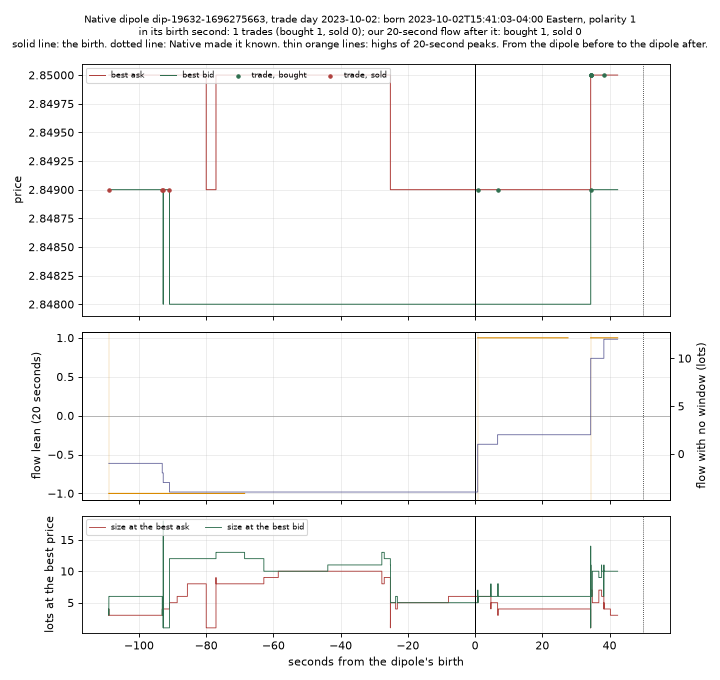 Native dipole dip-19632-1696275663, trade day 2023-10-02: born 2023-10-02T15:41:03-04:00 Eastern, polarity 1
in its birth second: 1 trades (bought 1, sold 0); our 20-second flow after it: bought 1, sold 0
solid line: the birth. dotted line: Native made it known. thin orange lines: highs of 20-second peaks. From the dipole before to the dipole after.
best ask best bid trade, bought trade, sold
2.85000
2.84975
2.84950
2.84925
2.84900
2.84875
2.84850
2.84825
2.84800
price
1.0
0.5
0.0
−0.5
−1.0
flow lean (20 seconds)
10
5
0
flow with no window (lots)
size at the best ask size at the best bid
15
10
5
lots at the best price
−100 −80 −60 −40 −20 0 20 40
seconds from the dipole's birth